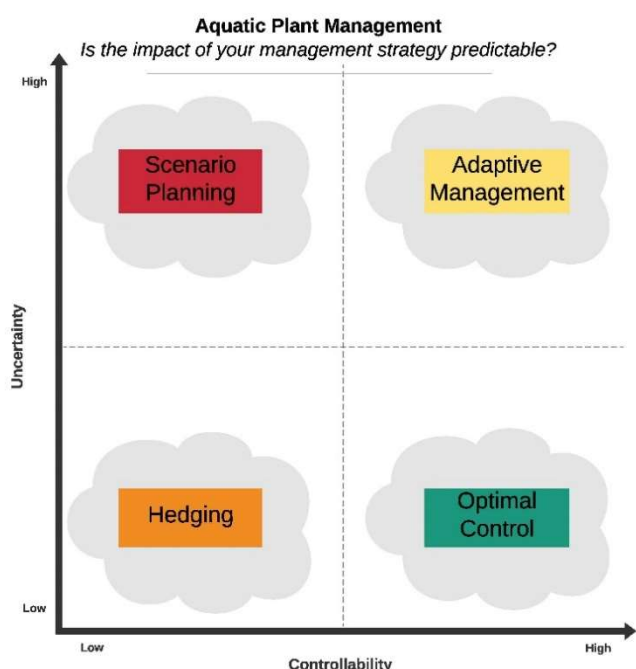 Aquatic Plant Management
Is the impact of your management strategy predictable?
High
Scenario
Planning
Adaptive
Management
Uncertainty
Hedging
Optimal
Control
Low
Low
High
Controllability